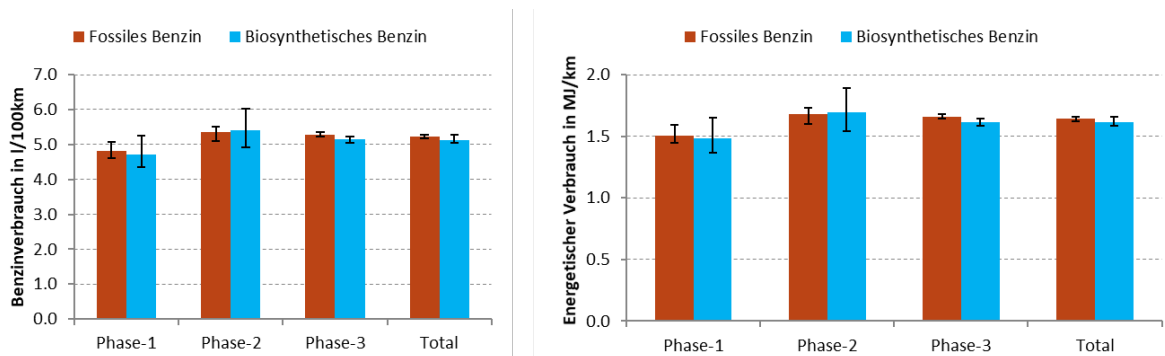 Fossiles Benzin Biosynthetisches Benzin
Benzinverbrauch in l/100km
7.0
6.0
5.0
4.0
3.0
2.0
1.0
0.0
Phase-1 Phase-2 Phase-3 Total
Fossiles Benzin Biosynthetisches Benzin
Energetischer Verbrauch in MJ/km
2.0
1.5
1.0
0.5
0.0
Phase-1 Phase-2 Phase-3 Total